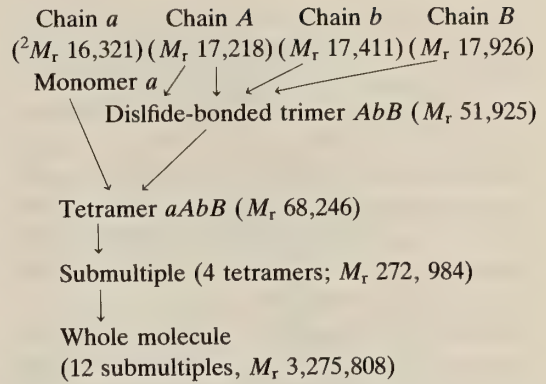 Chain a Chain A Chain b Chain B
(²Mr 16,321) (Mr 17,218) (Mr 17,411) (Mr 17,926)
Monomer a
Dislfide-bonded trimer AbB (Mr 51,925)
Tetramer aAbB (Mr 68,246)
Submultiple (4 tetramers; Mr 272, 984)
Whole molecule
(12 submultiples, Mr 3,275,808)